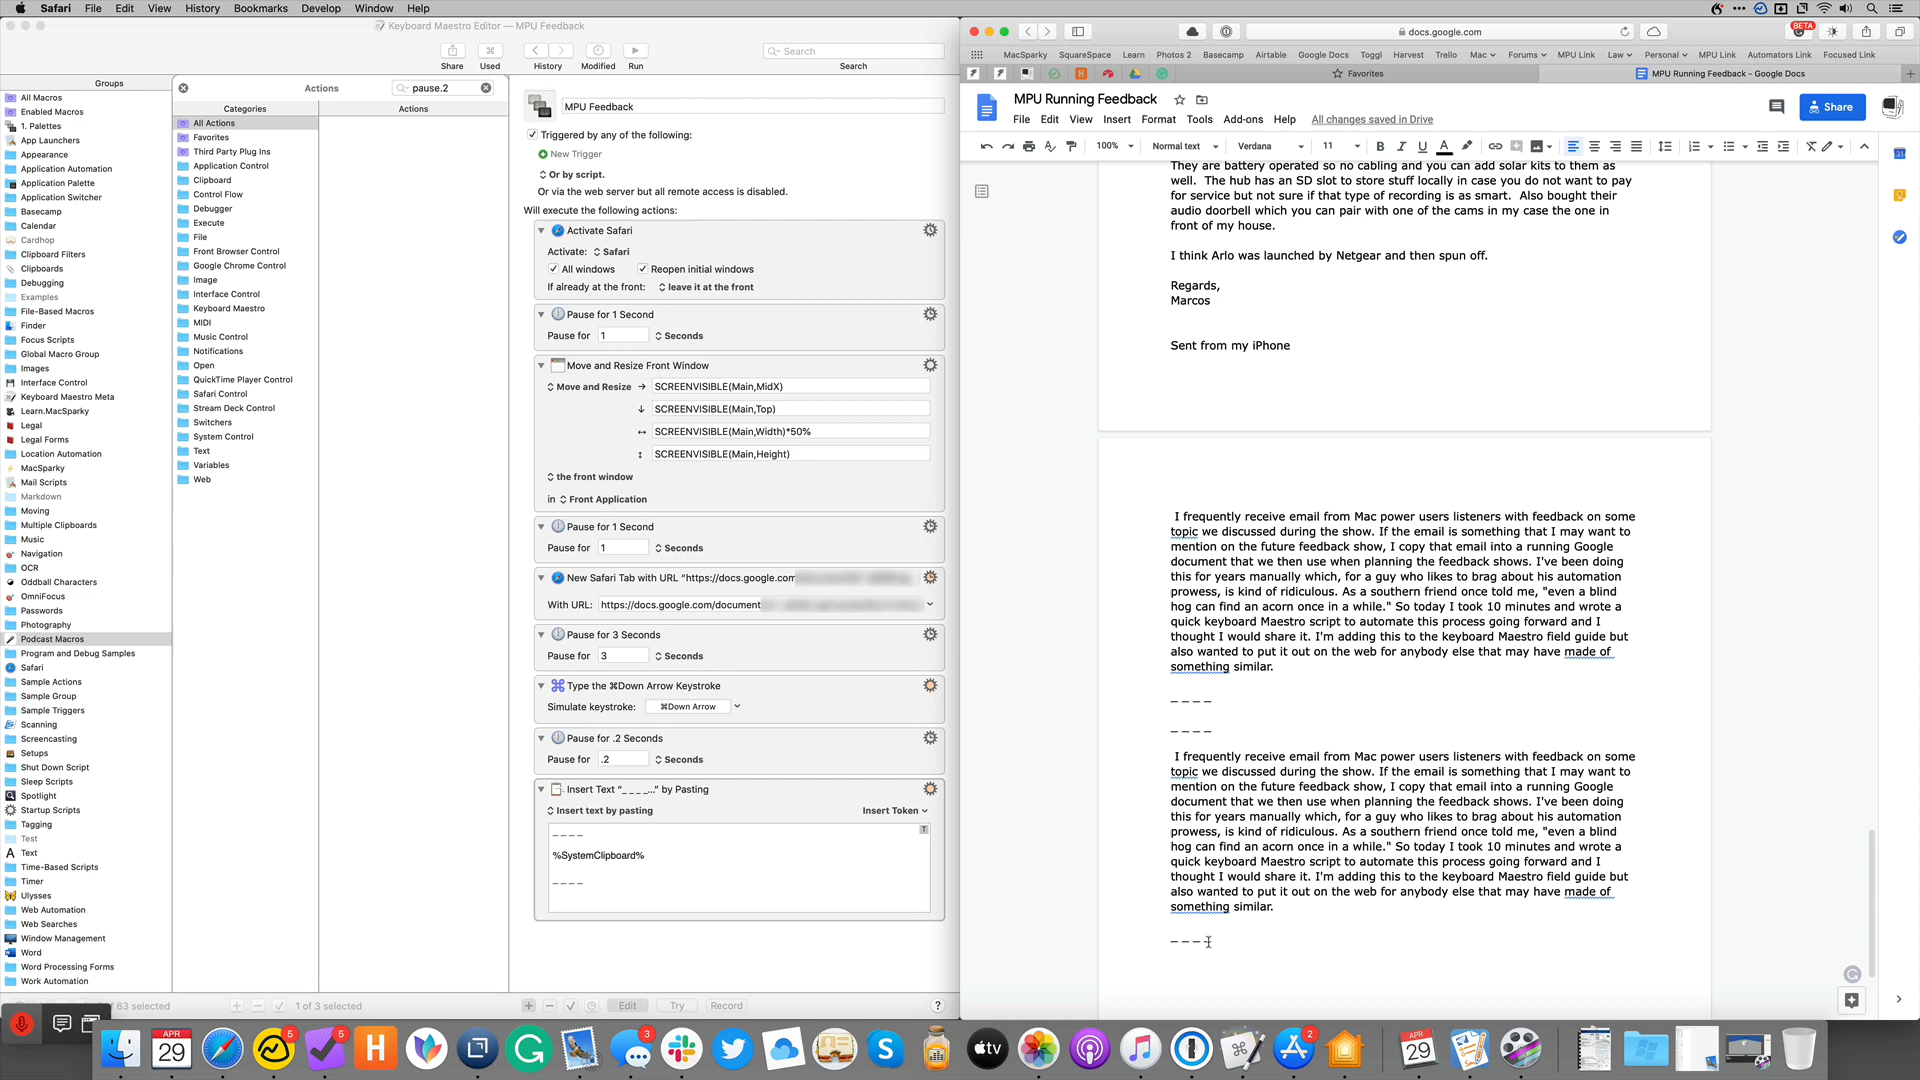 Safari File Edit View History Bookmarks Develop Window Help
Keyboard Maestro Editor — MPU Feedback
Share Used History Modified Run Search
Search
Groups
All Macros
Enabled Macros
1. Palettes
App Launchers
Appearance
Application Automation
Application Palette
Application Switcher
Basecamp
Calendar
Cardhop
Clipboard Filters
Clipboards
Debugging
Examples
File-Based Macros
Finder
Focus Scripts
Global Macro Group
Images
Interface Control
Keyboard Maestro Meta
Learn.MacSparky
Legal
Legal Forms
Location Automation
MacSparky
Mail Scripts
Markdown
Moving
Multiple Clipboards
Music
Navigation
OCR
Oddball Characters
OmniFocus
Passwords
Photography
Podcast Macros
Program and Debug Samples
Safari
Sample Actions
Sample Group
Sample Triggers
Scanning
Screencasting
Setups
Shut Down Script
Sleep Scripts
Spotlight
Startup Scripts
Tagging
Test
Text
Time-Based Scripts
Timer
Ulysses
Web Automation
Web Searches
Window Management
Word
Word Processing Forms
Work Automation
of 63 selected
Actions
pause.2
Categories
Actions
All Actions
Favorites
Third Party Plug Ins
Application Control
Clipboard
Control Flow
Debugger
Execute
File
Front Browser Control
Google Chrome Control
Image
Interface Control
Keyboard Maestro
MIDI
Music Control
Notifications
Open
QuickTime Player Control
Safari Control
Stream Deck Control
Switchers
System Control
Text
Variables
Web
1 of 3 selected
MPU Feedback
Triggered by any of the following:
New Trigger
Or by script.
Or via the web server but all remote access is disabled.
Will execute the following actions:
Activate Safari
Activate: Safari
All windows Reopen initial windows
If already at the front: leave it at the front
Pause for 1 Second
Pause for 1 Seconds
Move and Resize Front Window
Move and Resize → SCREENVISIBLE(Main,MidX)
SCREENVISIBLE(Main,Top)
SCREENVISIBLE(Main,Width)*50%
SCREENVISIBLE(Main,Height)
the front window
in Front Application
Pause for 1 Second
Pause for 1 Seconds
New Safari Tab with URL "https://docs.google.com
With URL: https://docs.google.com/document
Pause for 3 Seconds
Pause for 3 Seconds
Type the ⌘Down Arrow Keystroke
Simulate keystroke: ⌘Down Arrow
Pause for .2 Seconds
Pause for .2 Seconds
Insert Text "_ _ _ _..." by Pasting
Insert text by pasting Insert Token
_ _ _ _
%SystemClipboard%
_ _ _ _
Edit Try Record ?
docs.google.com
BETA
MacSparky SquareSpace Learn Photos 2 Basecamp Airtable Google Docs Toggl Harvest Trello Mac Forums MPU Link Law Personal MPU Link Automators Link Focused Link
Favorites MPU Running Feedback - Google Docs
MPU Running Feedback
Share
File Edit View Insert Format Tools Add-ons Help All changes saved in Drive
100% Normal text Verdana 11 B I U A
They are battery operated so no cabling and you can add solar kits to them as
well. The hub has an SD slot to store stuff locally in case you do not want to pay
for service but not sure if that type of recording is as smart. Also bought their
audio doorbell which you can pair with one of the cams in my case the one in
front of my house.
I think Arlo was launched by Netgear and then spun off.
Regards,
Marcos
Sent from my iPhone
I frequently receive email from Mac power users listeners with feedback on some
topic we discussed during the show. If the email is something that I may want to
mention on the future feedback show, I copy that email into a running Google
document that we then use when planning the feedback shows. I've been doing
this for years manually which, for a guy who likes to brag about his automation
prowess, is kind of ridiculous. As a southern friend once told me, "even a blind
hog can find an acorn once in a while." So today I took 10 minutes and wrote a
quick keyboard Maestro script to automate this process going forward and I
thought I would share it. I'm adding this to the keyboard Maestro field guide but
also wanted to put it out on the web for anybody else that may have made of
something similar.
_ _ _ _
_ _ _ _
I frequently receive email from Mac power users listeners with feedback on some
topic we discussed during the show. If the email is something that I may want to
mention on the future feedback show, I copy that email into a running Google
document that we then use when planning the feedback shows. I've been doing
this for years manually which, for a guy who likes to brag about his automation
prowess, is kind of ridiculous. As a southern friend once told me, "even a blind
hog can find an acorn once in a while." So today I took 10 minutes and wrote a
quick keyboard Maestro script to automate this process going forward and I
thought I would share it. I'm adding this to the keyboard Maestro field guide but
also wanted to put it out on the web for anybody else that may have made of
something similar.
_ _ _ _
APR
29
5
5
H
3
S
tv
2
APR
29